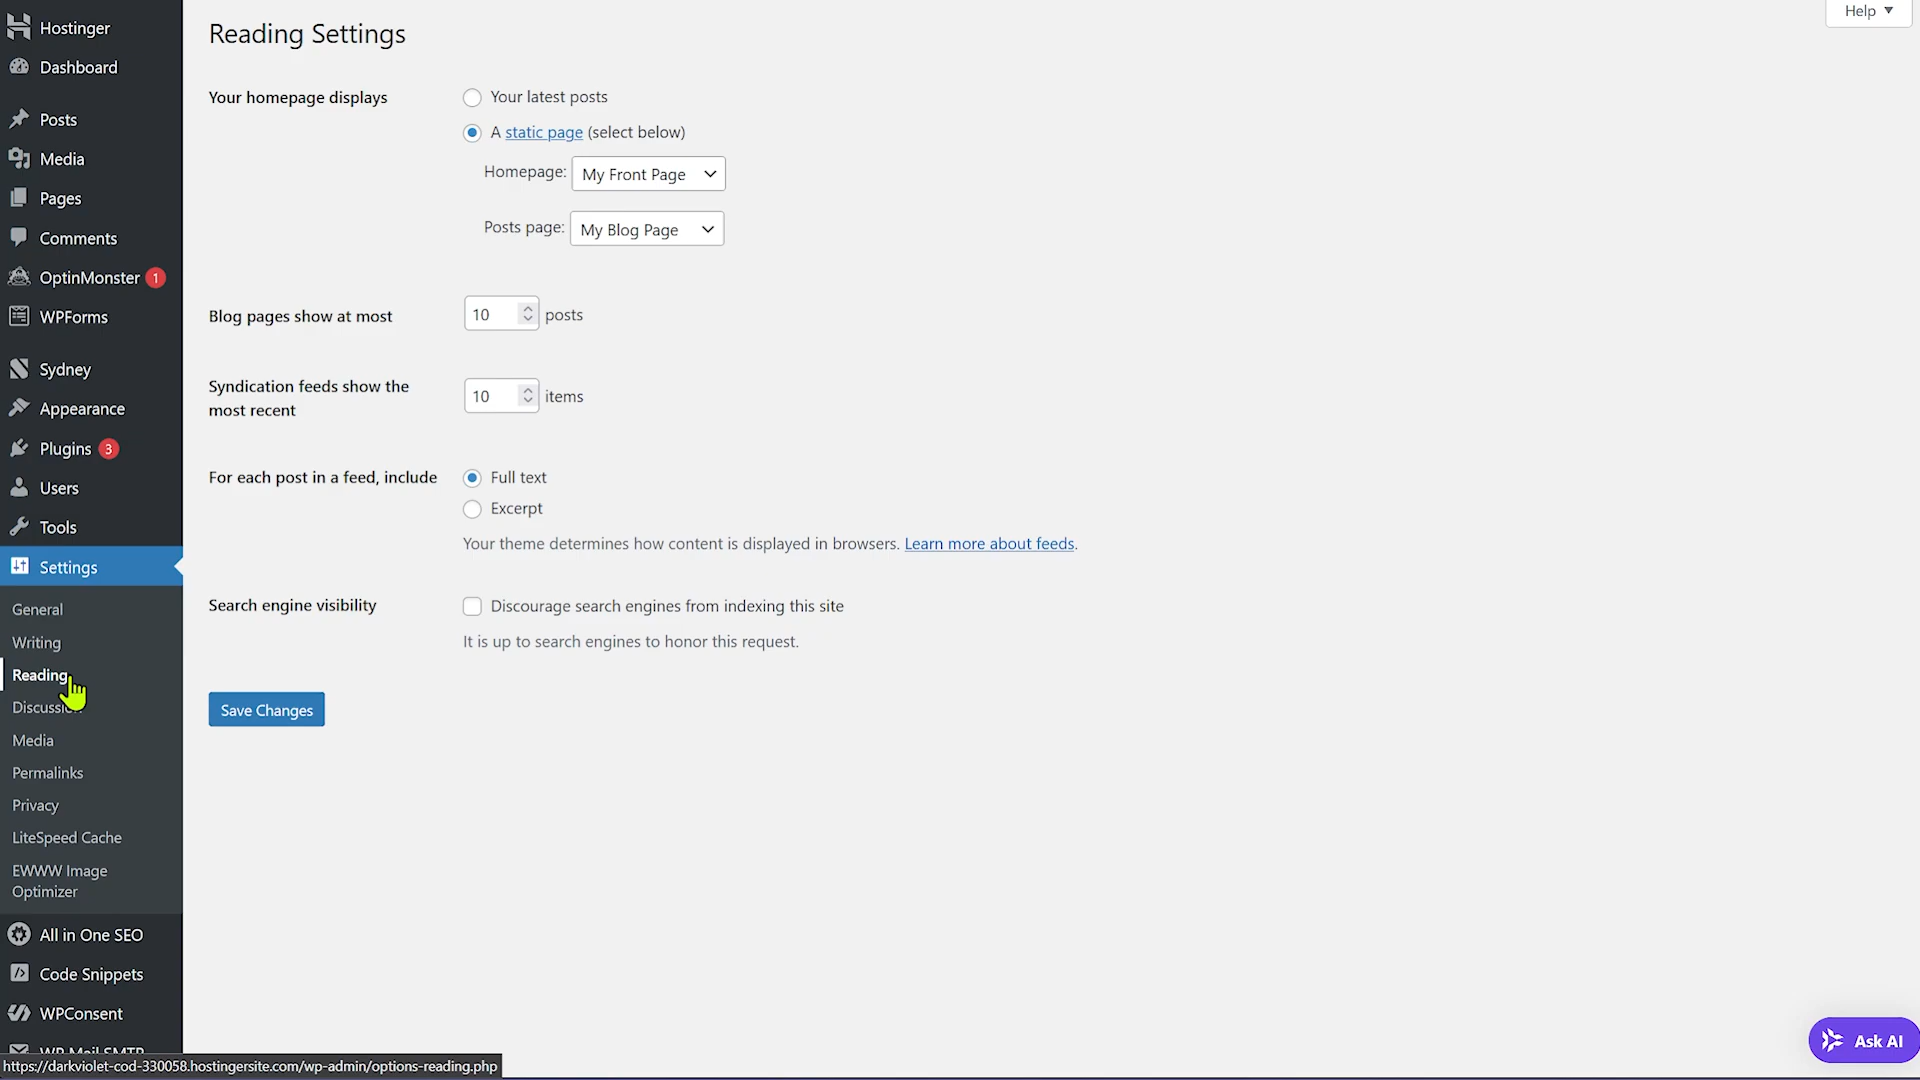 Hostinger
Dashboard
Posts
Media
Pages
Comments
OptinMonster 1
WPForms
Sydney
Appearance
Plugins 3
Users
Tools
Settings
General
Writing
Reading
Discussion
Media
Permalinks
Privacy
LiteSpeed Cache
EWWW Image
Optimizer
All in One SEO
Code Snippets
WPConsent
WP Mail SMTP
https://darkviolet-cod-330058.hostingersite.com/wp-admin/options-reading.php
Help
Reading Settings
Your homepage displays
Your latest posts
A static page (select below)
Homepage: My Front Page
Posts page: My Blog Page
Blog pages show at most 10 posts
Syndication feeds show the
most recent
10 items
For each post in a feed, include
Full text
Excerpt
Your theme determines how content is displayed in browsers. Learn more about feeds.
Search engine visibility
Discourage search engines from indexing this site
It is up to search engines to honor this request.
Save Changes
Ask AI